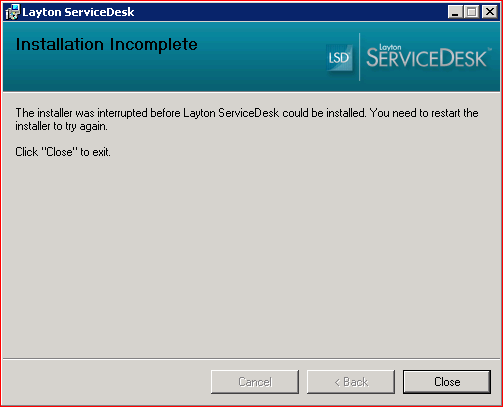 Layton ServiceDesk
Installation Incomplete
LSD
Layton
SERVICEDESK
The installer was interrupted before Layton ServiceDesk could be installed. You need to restart the
installer to try again.
Click "Close" to exit.
Cancel
< Back
Close